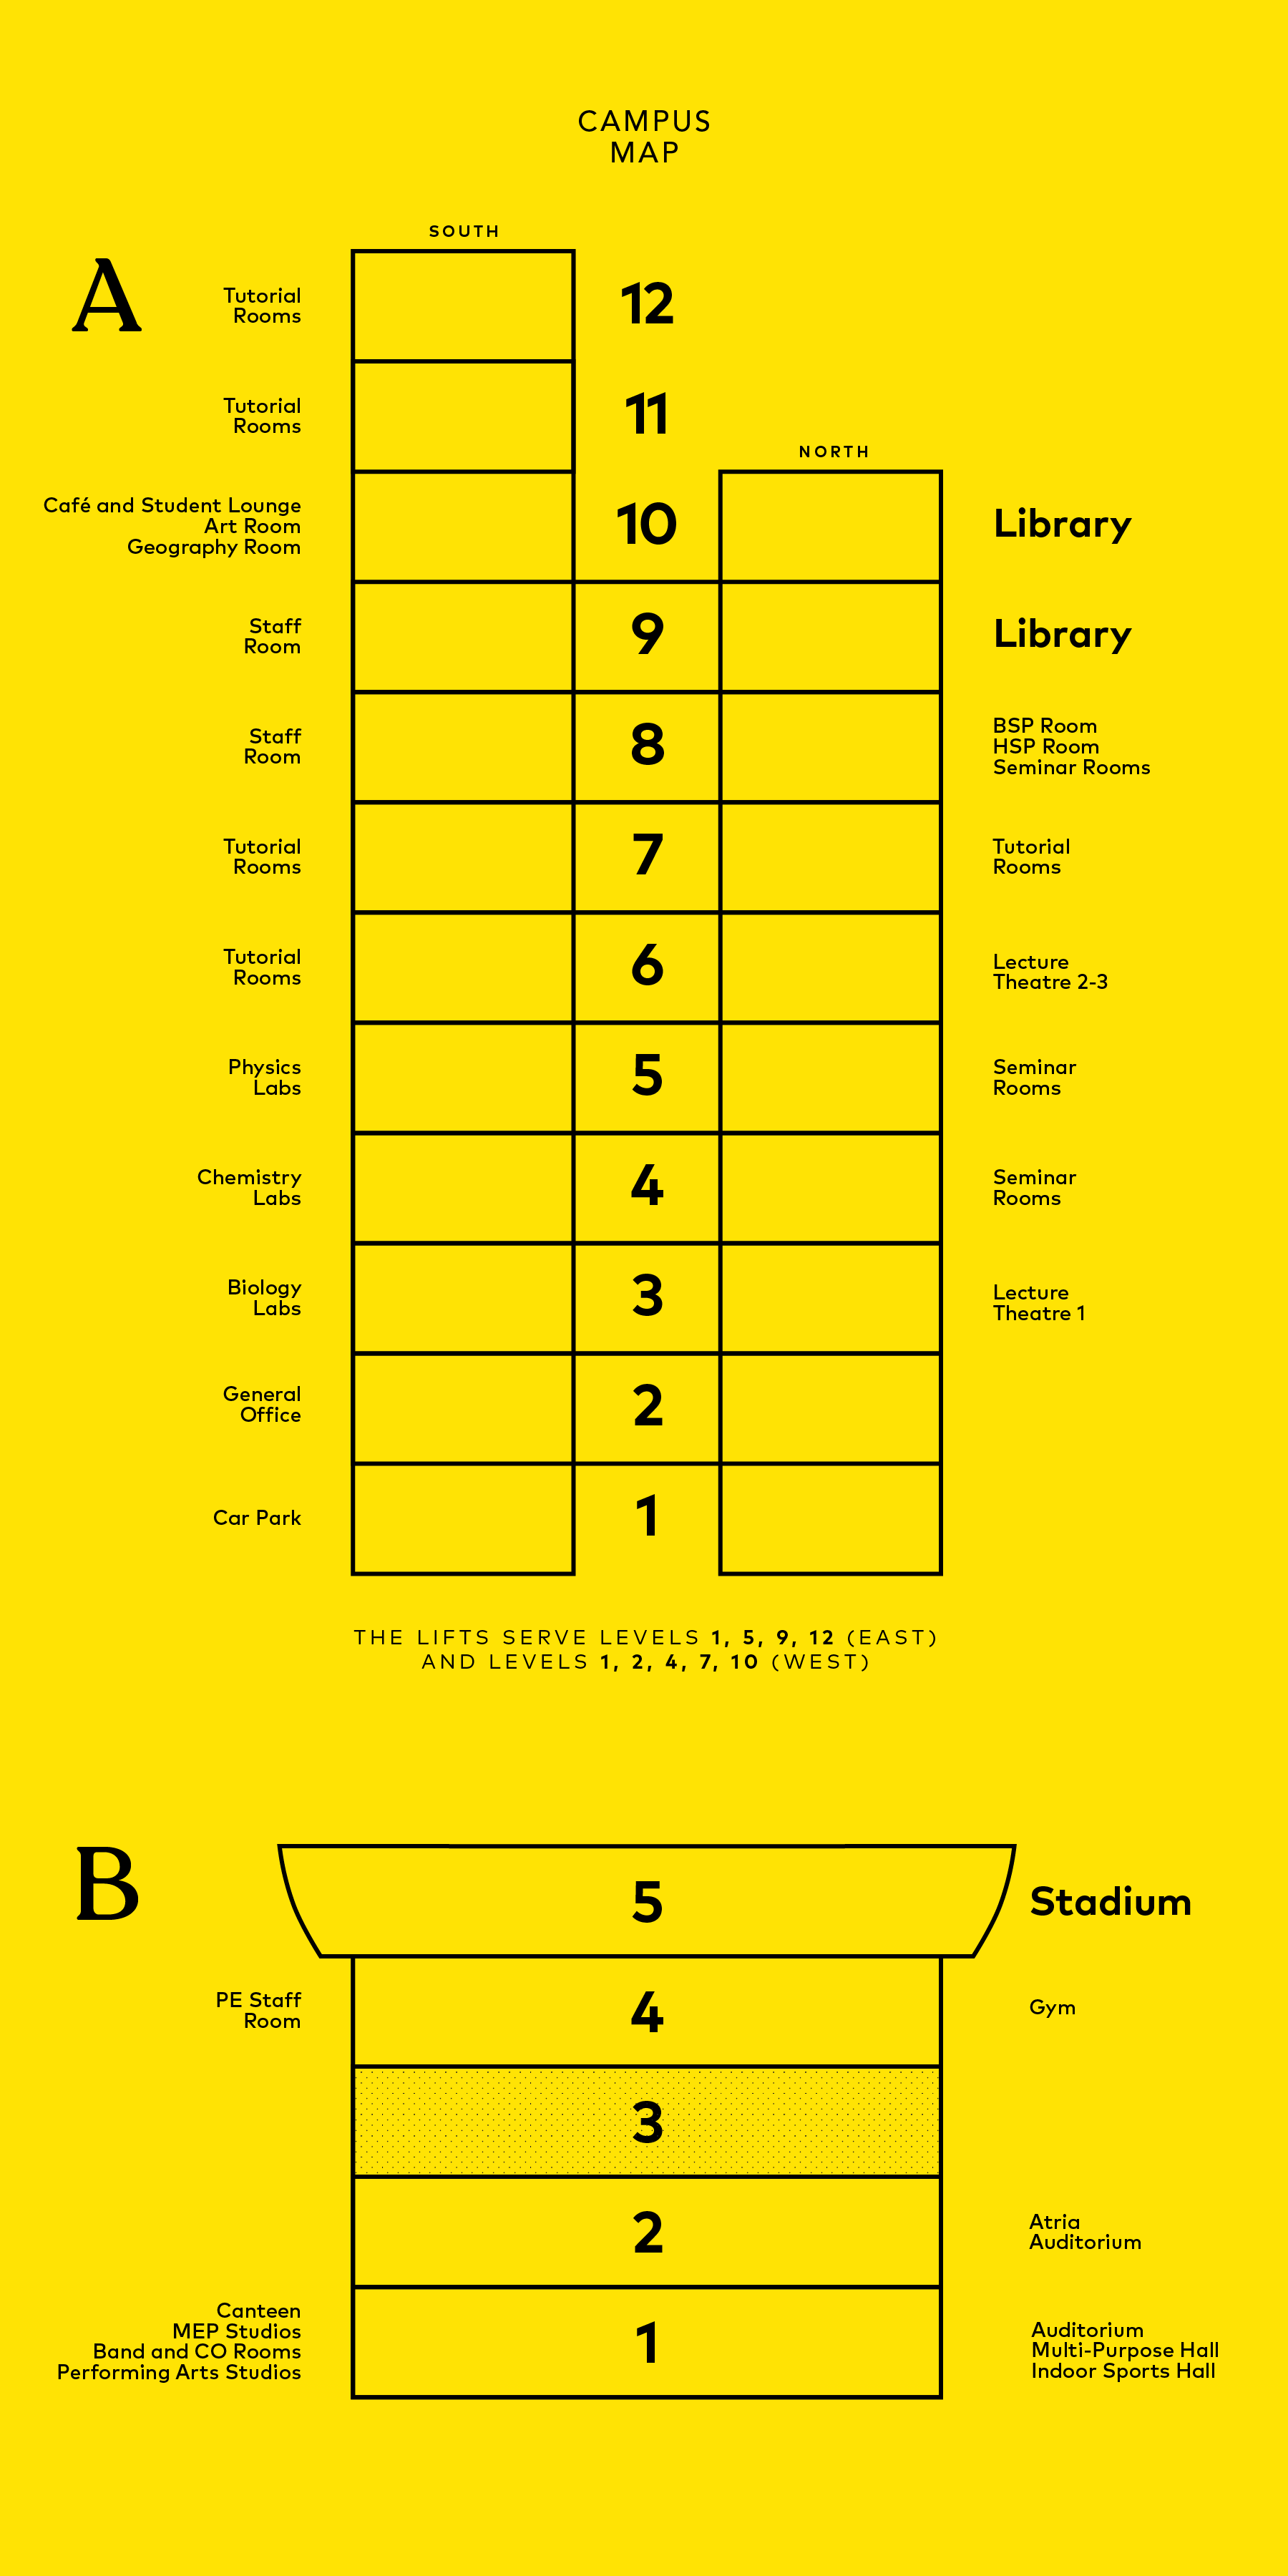 CAMPUS
MAP
SOUTH
A
Tutorial
Rooms
12
Tutorial
Rooms
11
NORTH
Café and Student Lounge
Art Room
Geography Room
10
Library
Staff
Room
9
Library
Staff
Room
8
BSP Room
HSP Room
Seminar Rooms
Tutorial
Rooms
7
Tutorial
Rooms
Tutorial
Rooms
6
Lecture
Theatre 2-3
Physics
Labs
5
Seminar
Rooms
Chemistry
Labs
4
Seminar
Rooms
Biology
Labs
3
Lecture
Theatre 1
General
Office
2
Car Park
1
THE LIFTS SERVE LEVELS 1, 5, 9, 12 (EAST)
AND LEVELS 1, 2, 4, 7, 10 (WEST)
B
5
Stadium
PE Staff
Room
4
Gym
3
2
Atria
Auditorium
Canteen
MEP Studios
Band and CO Rooms
Performing Arts Studios
1
Auditorium
Multi-Purpose Hall
Indoor Sports Hall